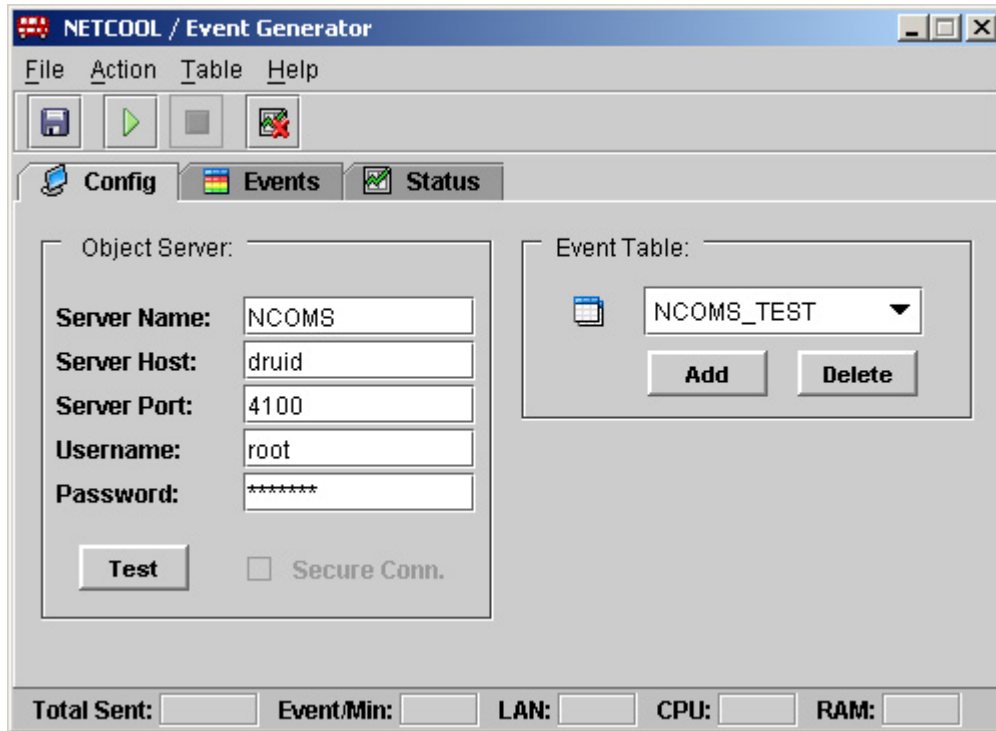 NETCOOL / Event Generator
File Action Table Help
Config Events Status
Object Server:
Server Name: NCOMS
Server Host: druid
Server Port: 4100
Username: root
Password: *******
Test Secure Conn.
Event Table:
NCOMS_TEST
Add Delete
Total Sent: Event/Min: LAN: CPU: RAM: